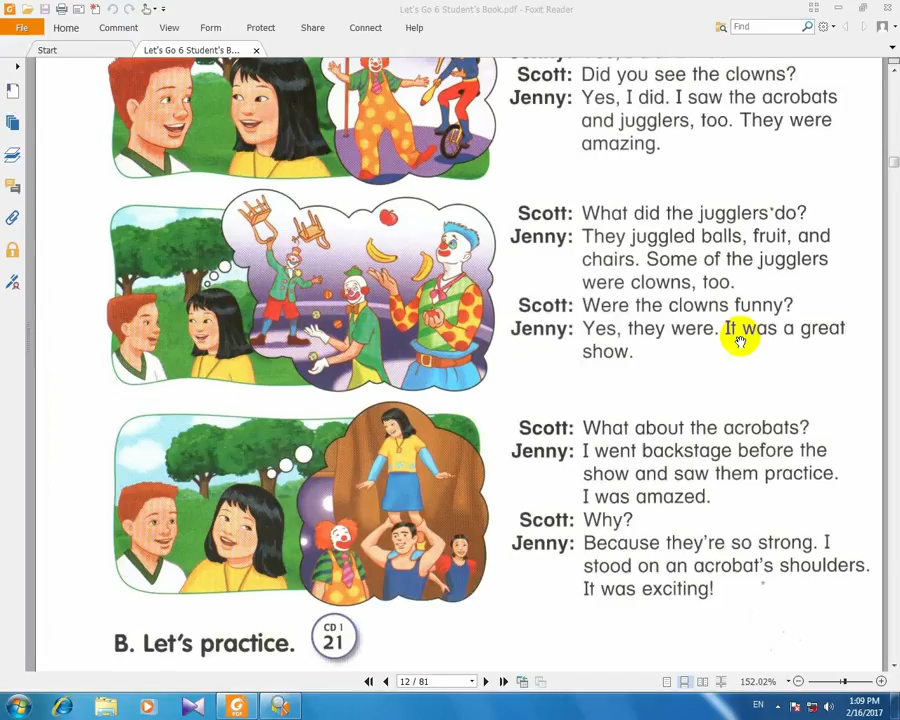 Let's Go 6 Student's Book.pdf - Foxit Reader
File Home Comment View Form Protect Share Connect Help Find
Start Let's Go 6 Student's B...
Scott: Did you see the clowns?
Jenny: Yes, I did. I saw the acrobats
and jugglers, too. They were
amazing.
Scott: What did the jugglers do?
Jenny: They juggled balls, fruit, and
chairs. Some of the jugglers
were clowns, too.
Scott: Were the clowns funny?
Jenny: Yes, they were. It was a great
show.
Scott: What about the acrobats?
Jenny: I went backstage before the
show and saw them practice.
I was amazed.
Scott: Why?
Jenny: Because they're so strong. I
stood on an acrobat's shoulders.
It was exciting!
B. Let's practice.
CD 1
21
12 / 81
152.02%
EN
1:09 PM
2/16/2017